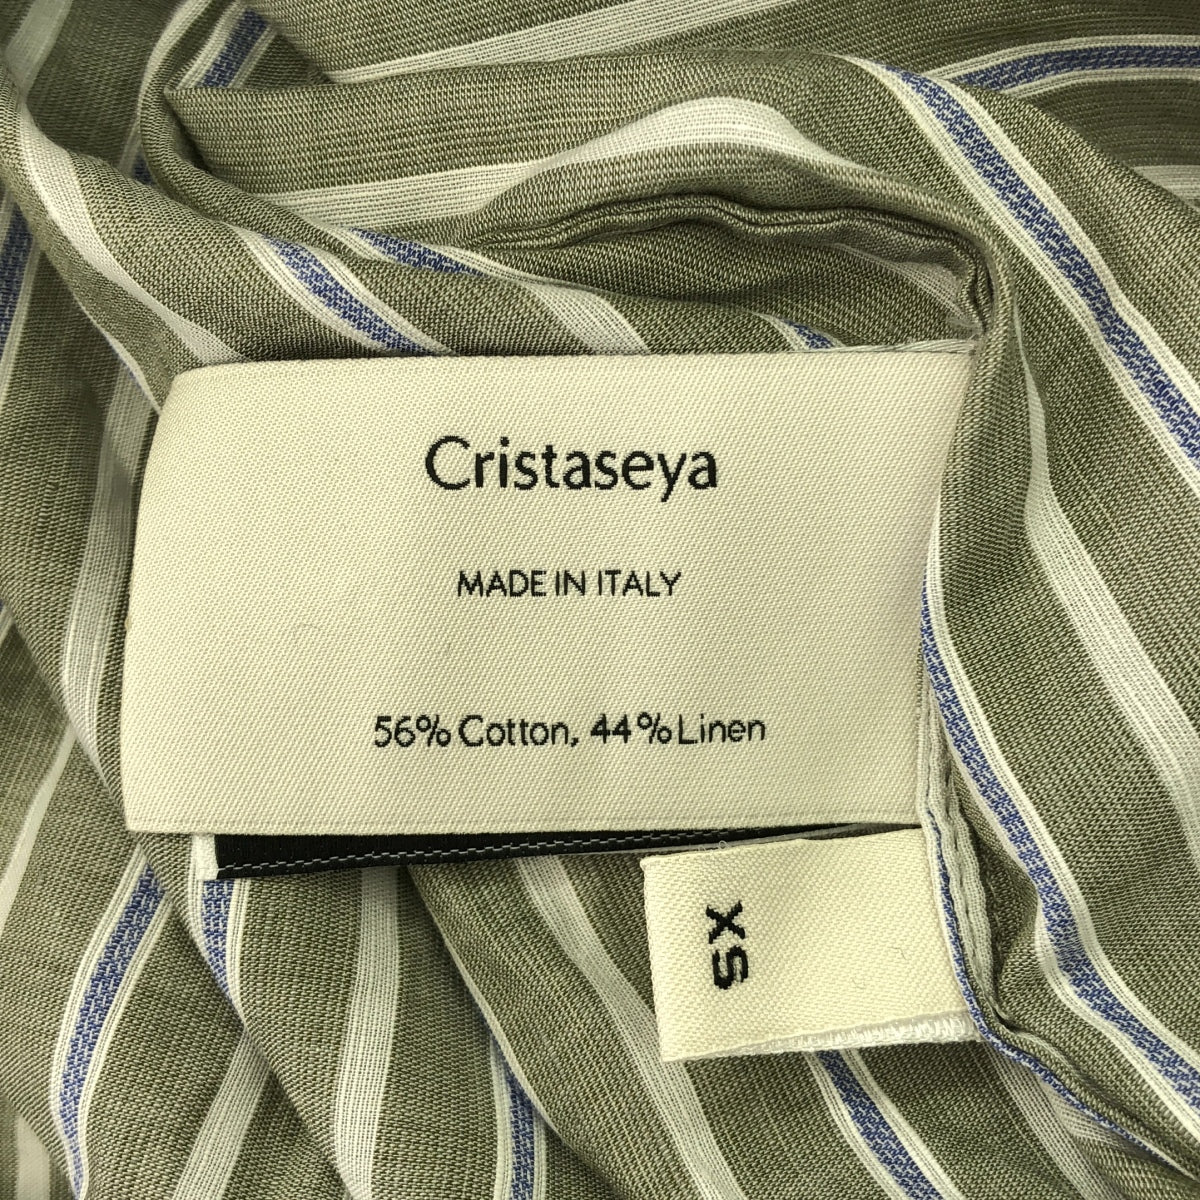 Cristaseya
MADE IN ITALY
56% Cotton, 44% Linen
XS